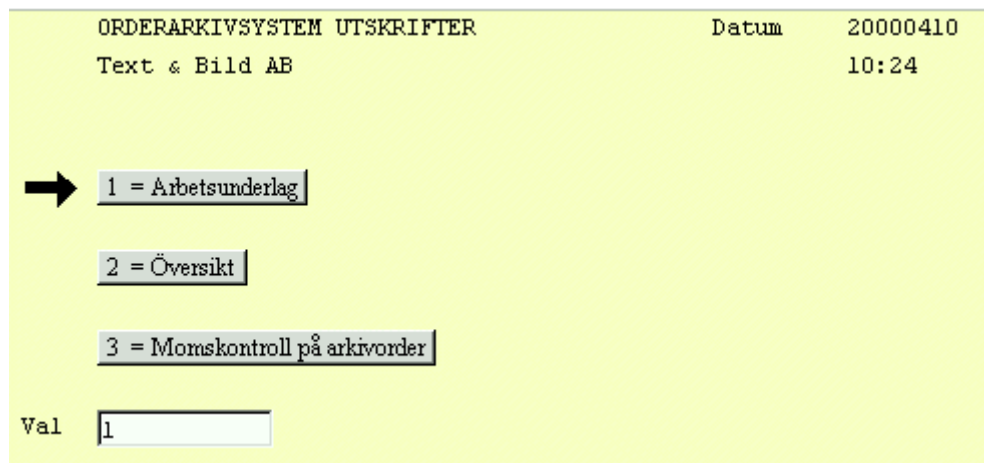 ORDERARKIVSYSTEM UTSKRIFTER Datum 20000410
Text & Bild AB 10:24
1 = Arbetsunderlag
2 = Översikt
3 = Momskontroll på arkivorder
Val 1